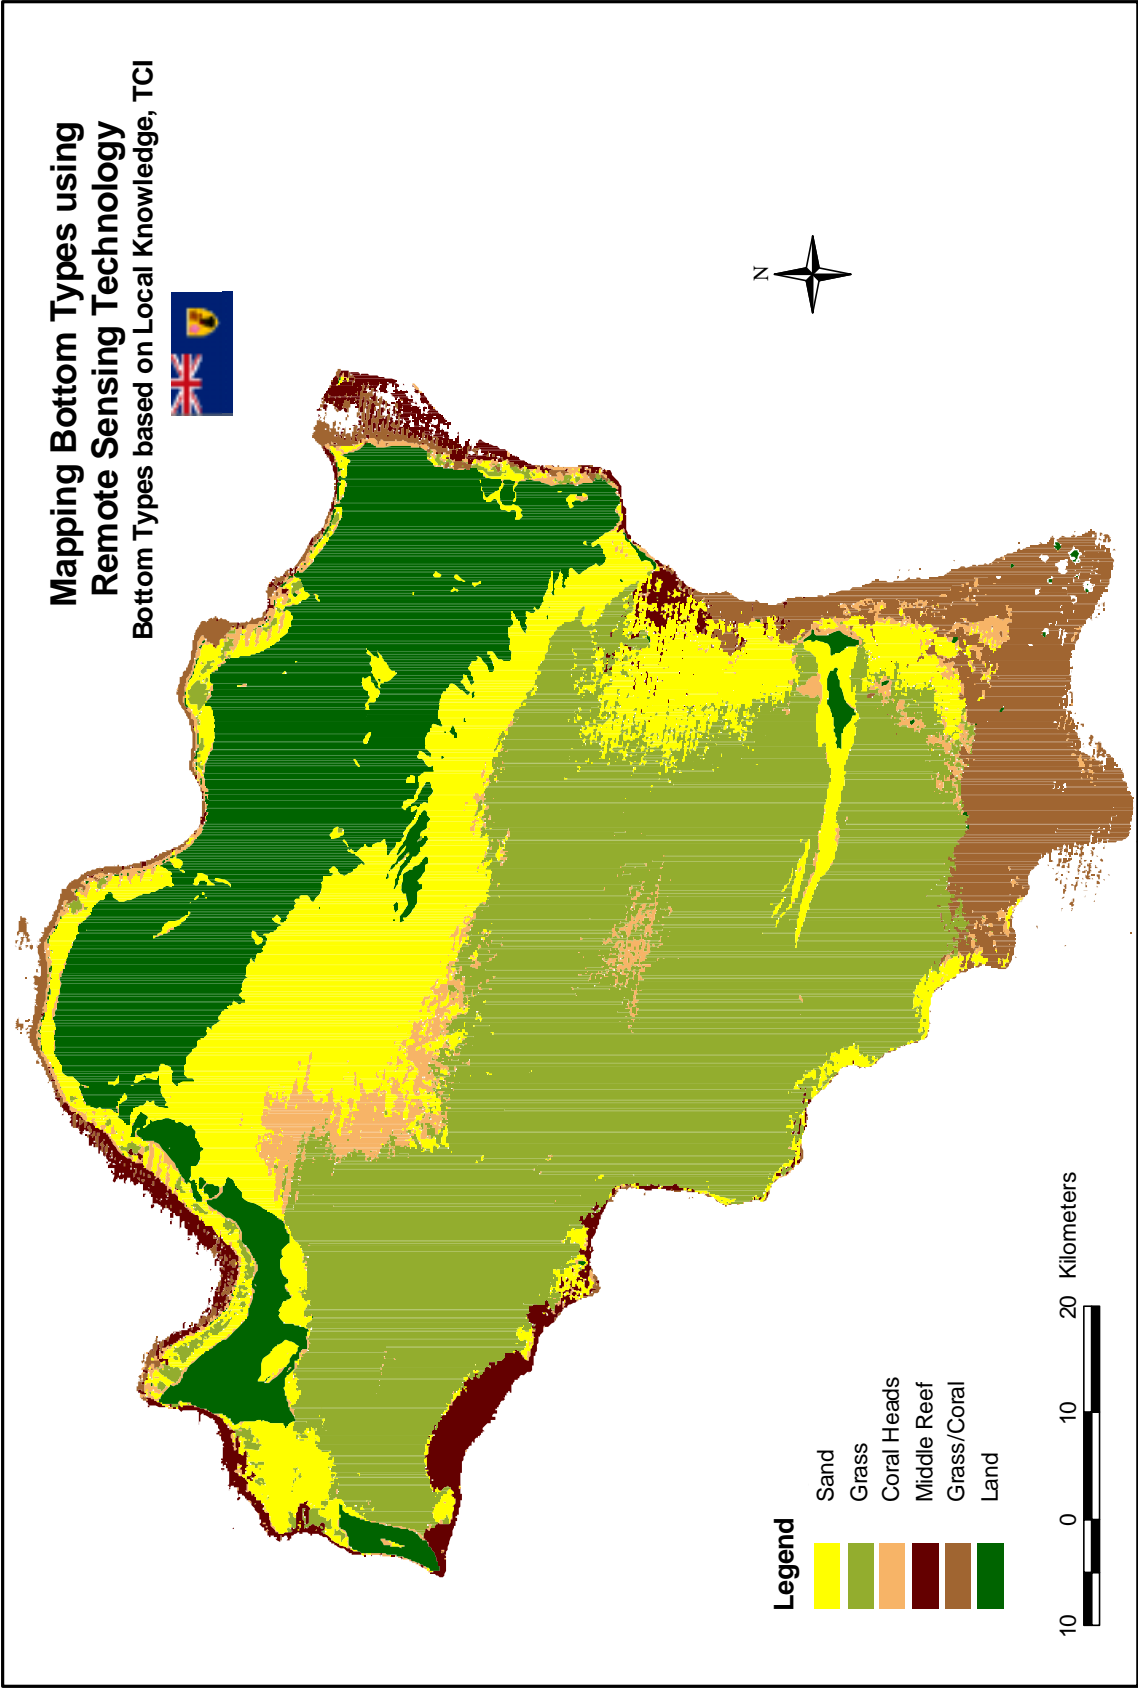 Mapping Bottom Types using
Remote Sensing Technology
Bottom Types based on Local Knowledge, TCI
N
Legend
Sand
Grass
Coral Heads
Middle Reef
Grass/Coral
Land
10 0 10 20 Kilometers